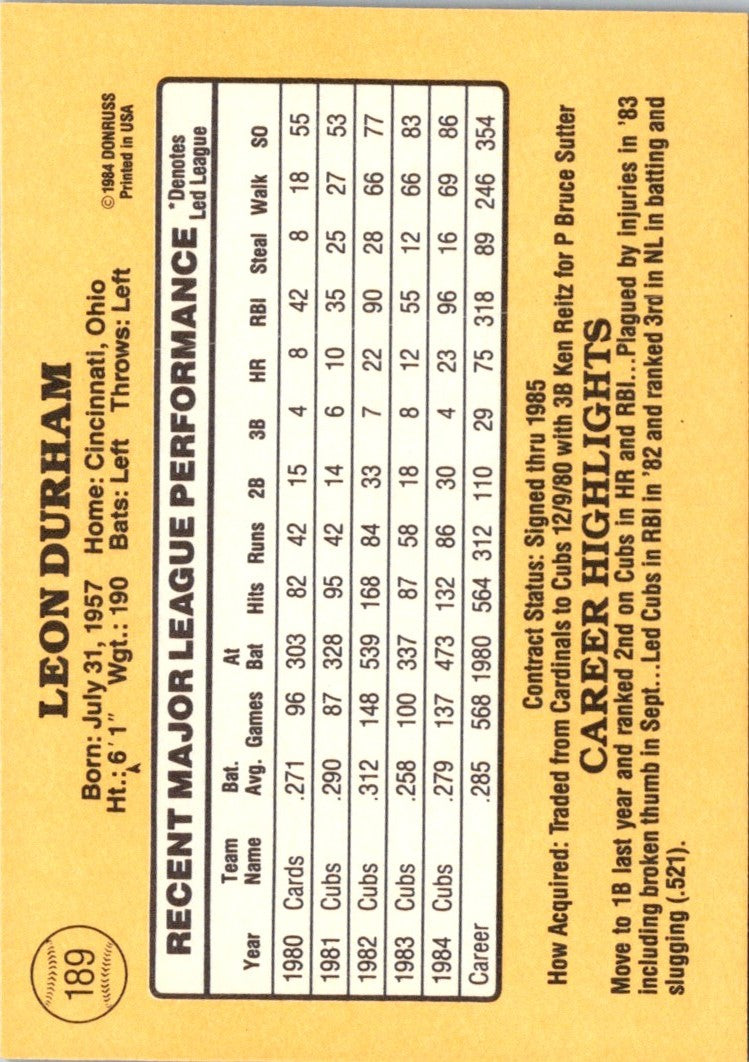 189
LEON DURHAM
© 1984 DONRUSS
Printed in USA
Born: July 31, 1957 Home: Cincinnati, Ohio
Ht.: 6'1" Wgt.: 190 Bats: Left Throws: Left
RECENT MAJOR LEAGUE PERFORMANCE *Denotes Led League
Year Team Name Bat. Avg. Games At Bat Hits Runs 2B 3B HR RBI Steal Walk SO
1980 Cards .271 96 303 82 42 15 4 8 42 8 18 55
1981 Cubs .290 87 328 95 42 14 6 10 35 25 27 53
1982 Cubs .312 148 539 168 84 33 7 22 90 28 66 77
1983 Cubs .258 100 337 87 58 18 8 12 55 12 66 83
1984 Cubs .279 137 473 132 86 30 4 23 96 16 69 86
Career .285 568 1980 564 312 110 29 75 318 89 246 354
Contract Status: Signed thru 1985
How Acquired: Traded from Cardinals to Cubs 12/9/80 with 3B Ken Reitz for P Bruce Sutter
CAREER HIGHLIGHTS
Move to 1B last year and ranked 2nd on Cubs in HR and RBI...Plagued by injuries in '83
including broken thumb in Sept...Led Cubs in RBI in '82 and ranked 3rd in NL in batting and
slugging (.521).